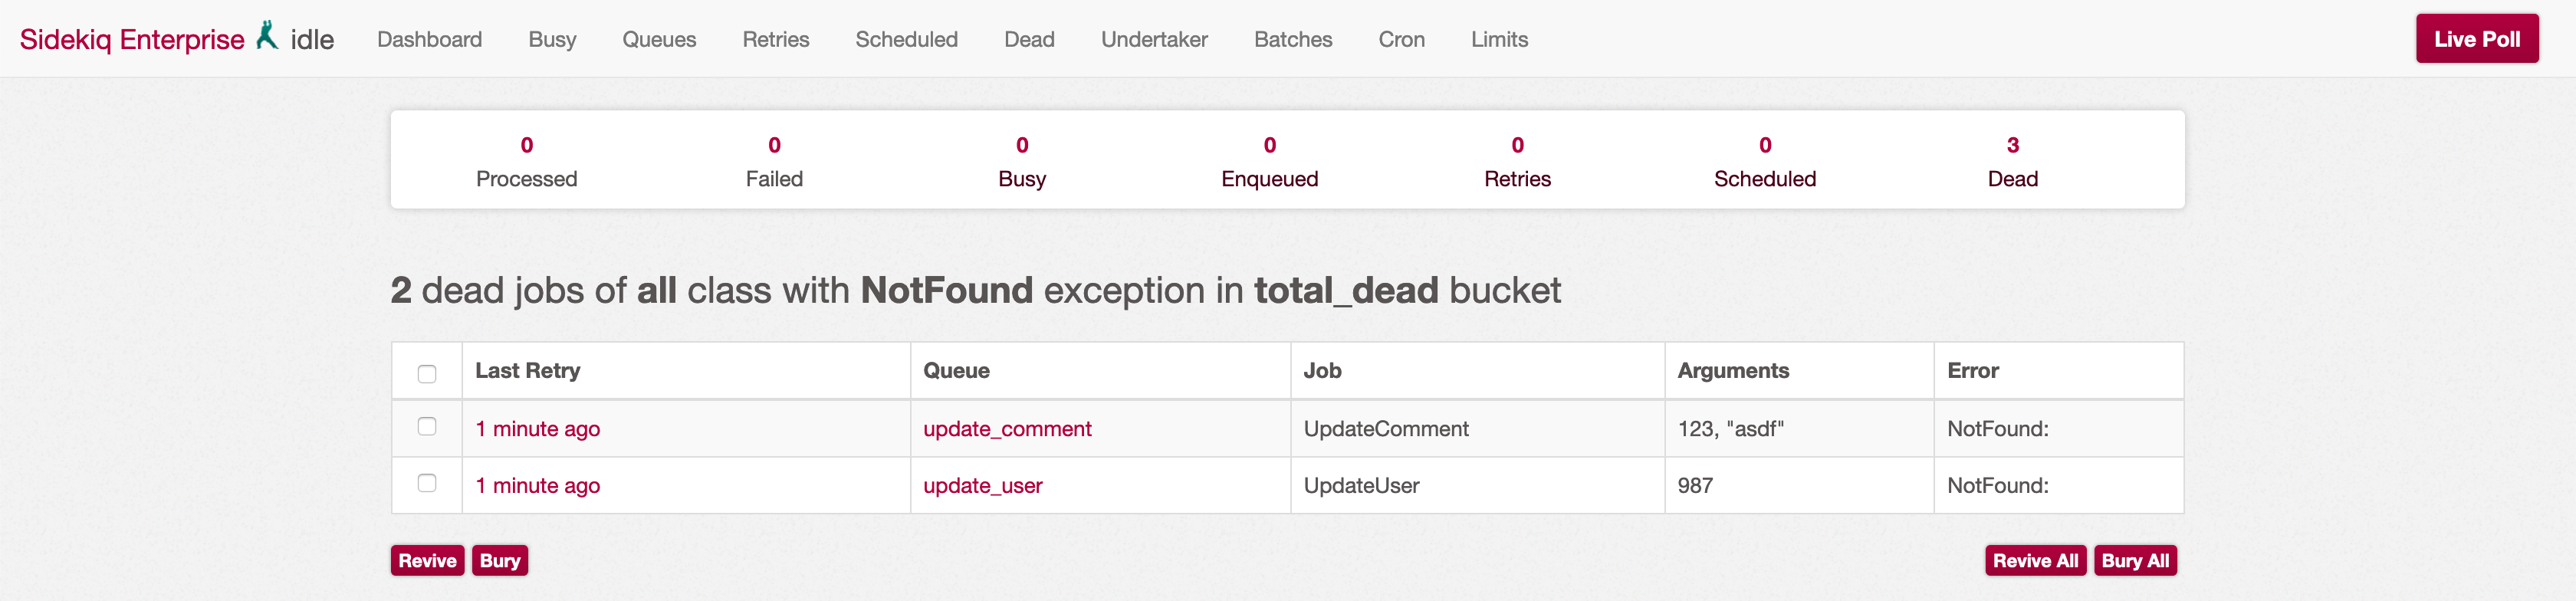 Sidekiq Enterprise idle Dashboard Busy Queues Retries Scheduled Dead Undertaker Batches Cron Limits Live Poll
0 0 0 0 0 0 3
Processed Failed Busy Enqueued Retries Scheduled Dead
2 dead jobs of all class with NotFound exception in total_dead bucket
Last Retry Queue Job Arguments Error
1 minute ago update_comment UpdateComment 123, "asdf" NotFound:
1 minute ago update_user UpdateUser 987 NotFound:
Revive Bury Revive All Bury All